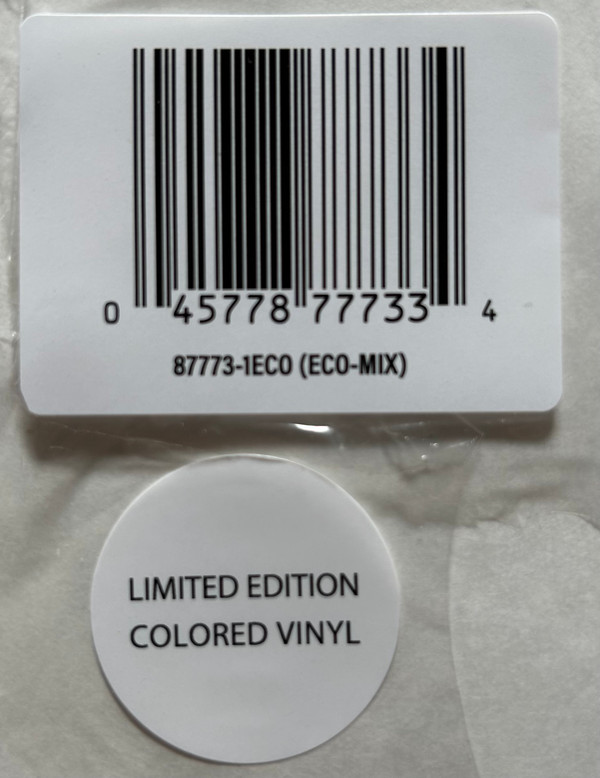 0 45778 77733 4
87773-1ECO (ECO-MIX)
LIMITED EDITION
COLORED VINYL